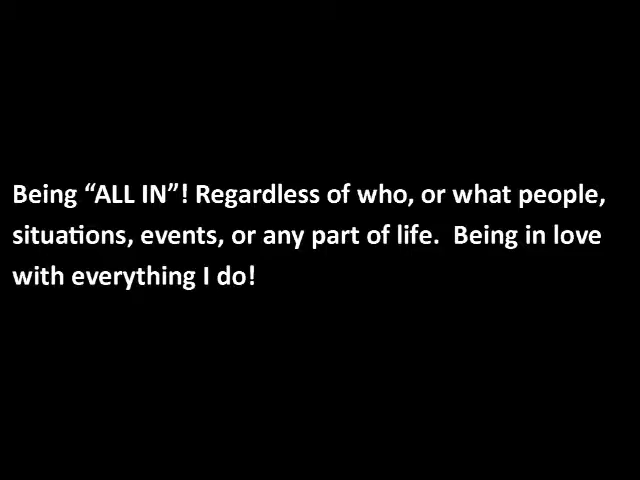 Being “ALL IN”! Regardless of who, or what people,
situations, events, or any part of life.  Being in love
with everything I do!